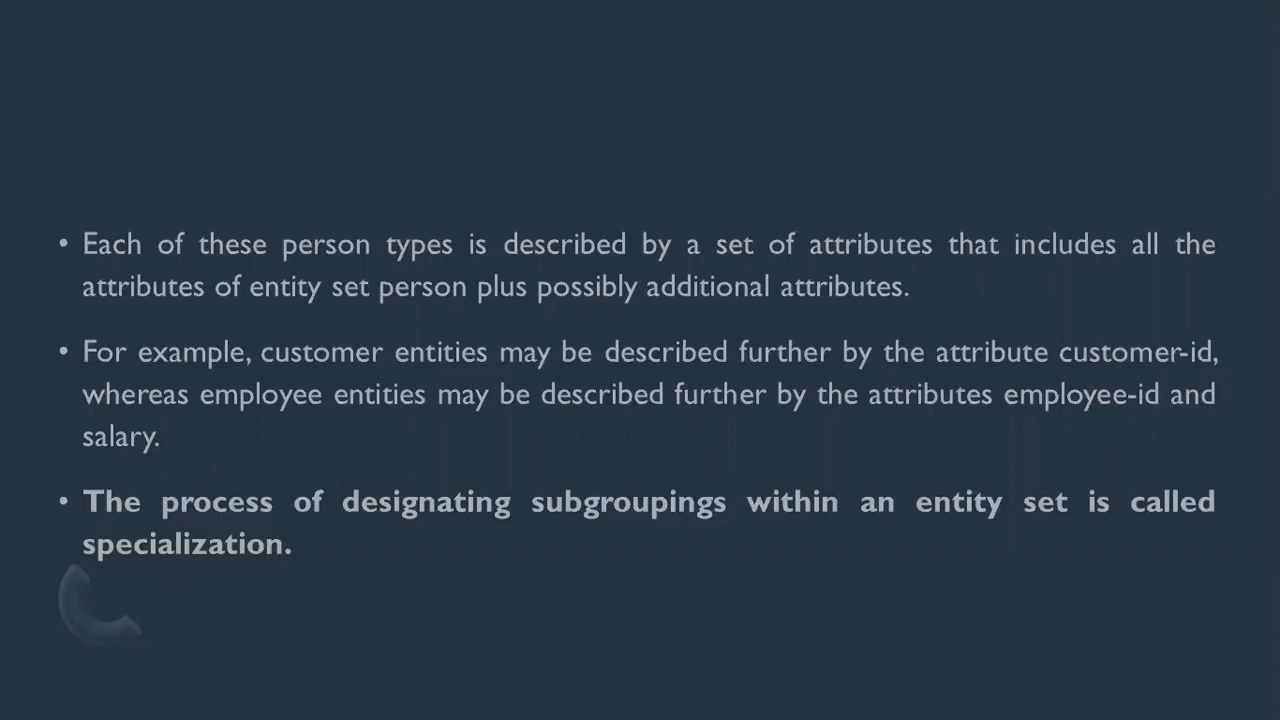 • Each of these person types is described by a set of attributes that includes all the
attributes of entity set person plus possibly additional attributes.
• For example, customer entities may be described further by the attribute customer-id,
whereas employee entities may be described further by the attributes employee-id and
salary.
• The process of designating subgroupings within an entity set is called
specialization.